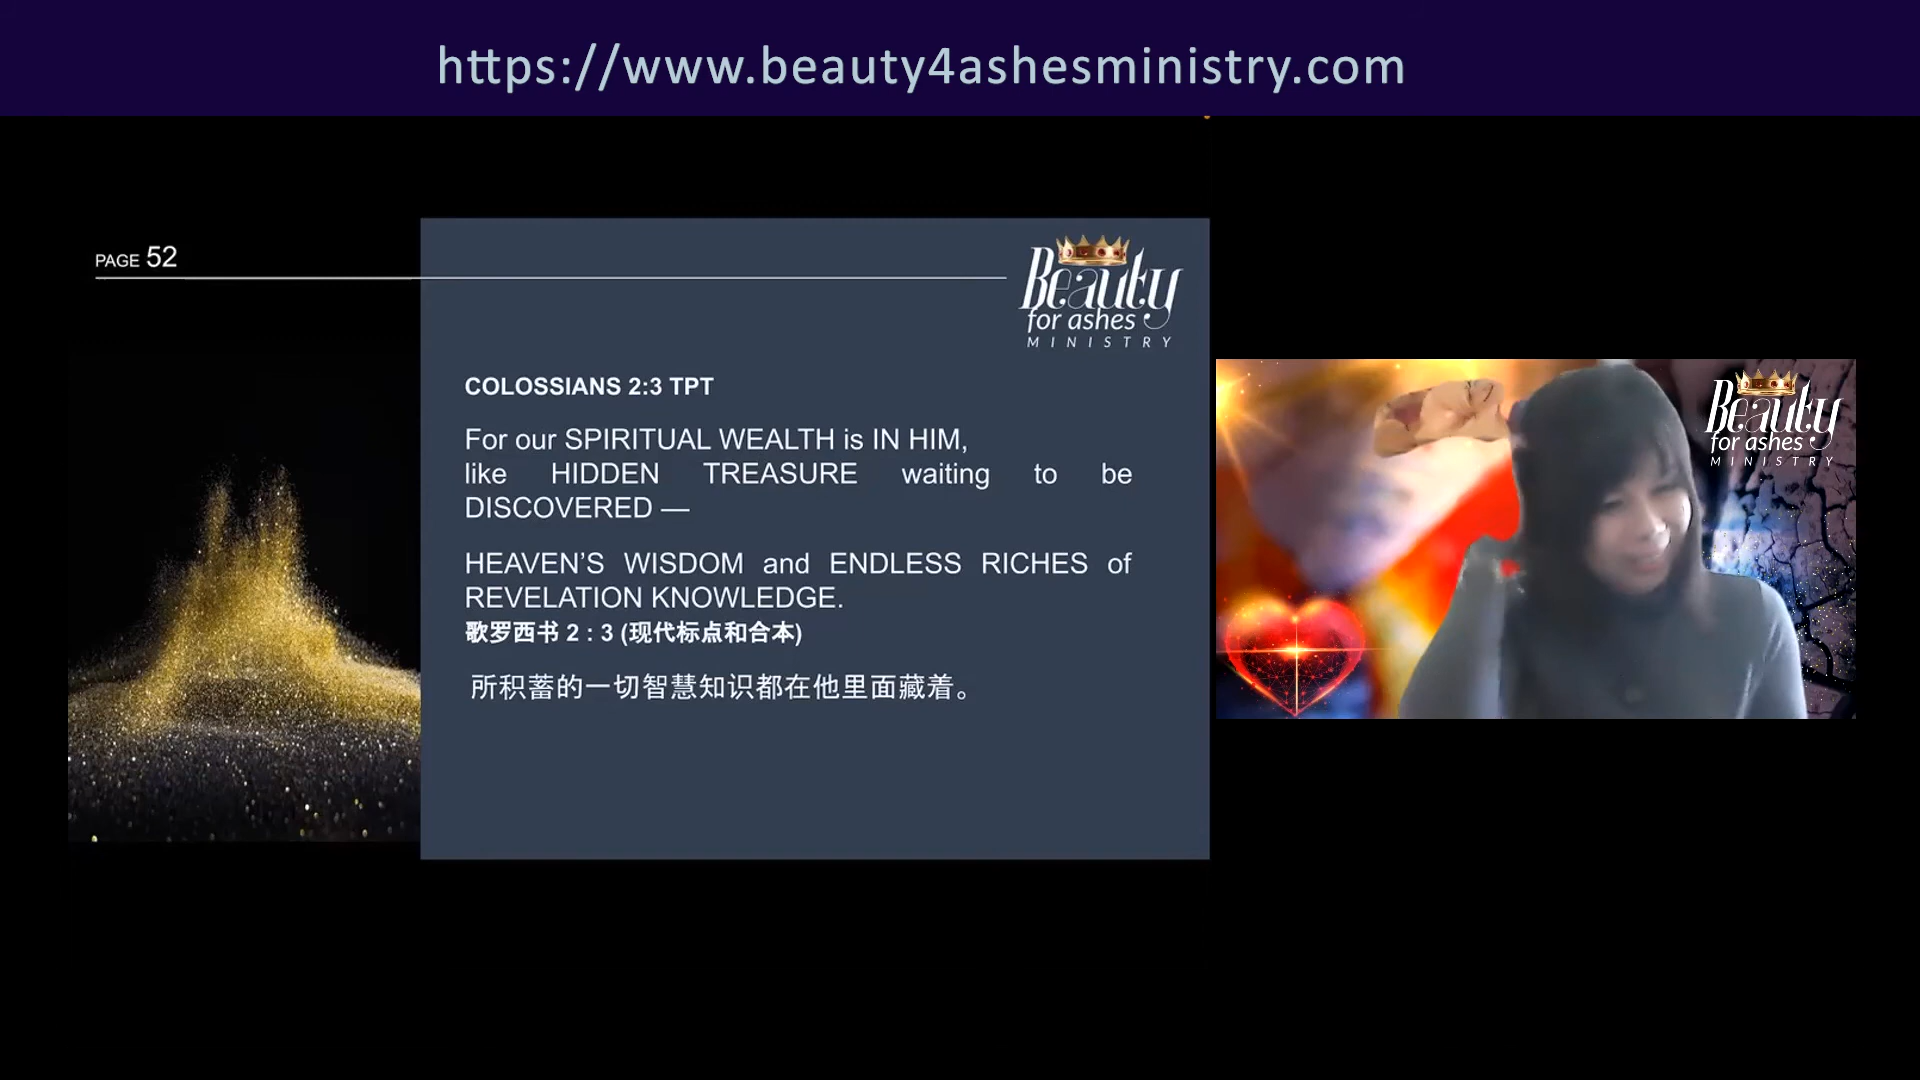 https://www.beauty4ashesministry.com
PAGE 52
Beauty
for ashes
MINISTRY
COLOSSIANS 2:3 TPT
For our SPIRITUAL WEALTH is IN HIM,
like HIDDEN TREASURE waiting to be
DISCOVERED —
HEAVEN’S WISDOM and ENDLESS RICHES of
REVELATION KNOWLEDGE.
歌罗西书 2 : 3 (现代标点和合本)
所积蓄的一切智慧知识都在他里面藏着。
Beauty
for ashes
MINISTRY